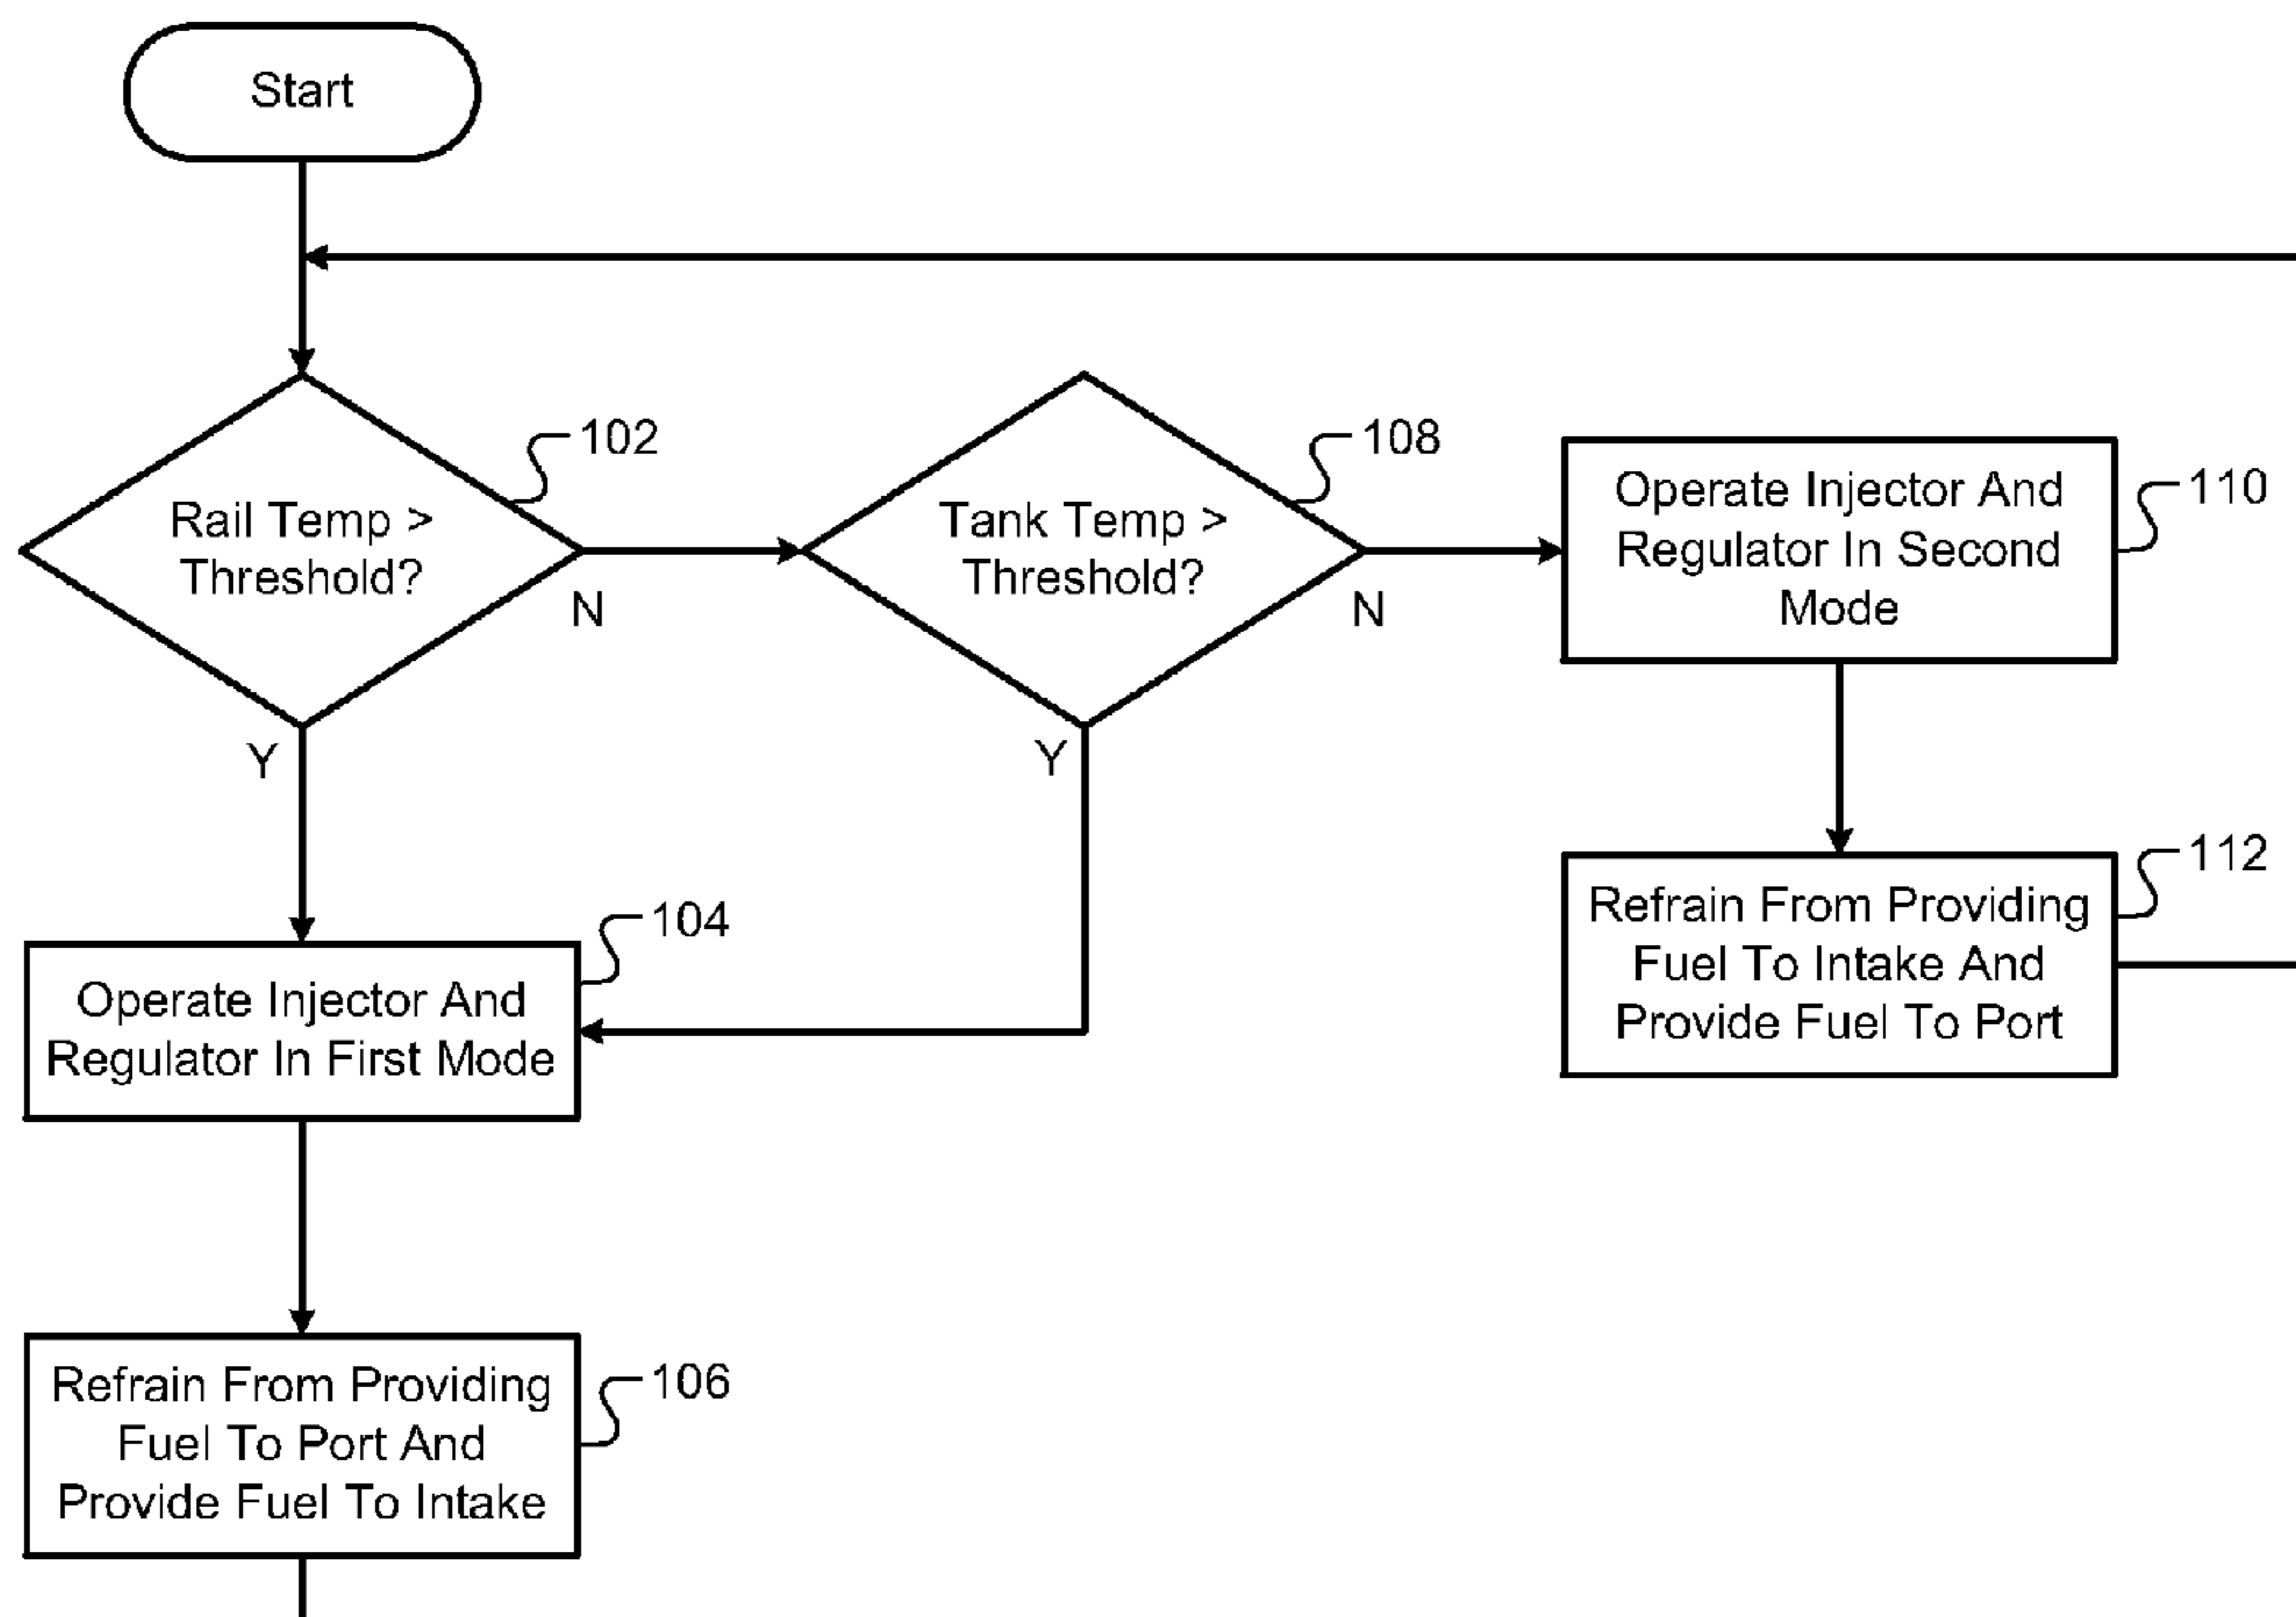 Start
102
Rail Temp >
Threshold?
N
Y
108
Tank Temp >
Threshold?
N
Y
110
Operate Injector And
Regulator In Second
Mode
112
Refrain From Providing
Fuel To Intake And
Provide Fuel To Port
104
Operate Injector And
Regulator In First Mode
106
Refrain From Providing
Fuel To Port And
Provide Fuel To Intake